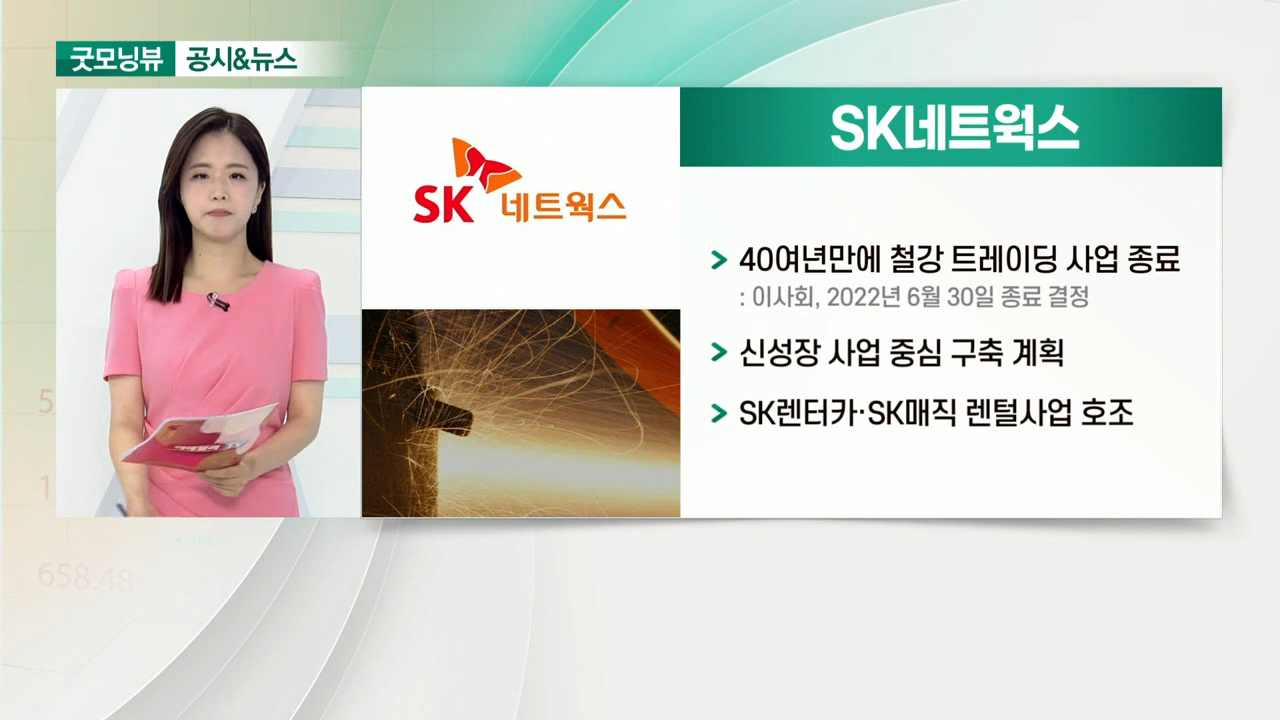 굿모닝뷰 공시&뉴스
SK 네트웍스
SK네트웍스
40여년만에 철강 트레이딩 사업 종료
: 이사회, 2022년 6월 30일 종료 결정
신성장 사업 중심 구축 계획
SK렌터카·SK매직 렌털사업 호조
658.48